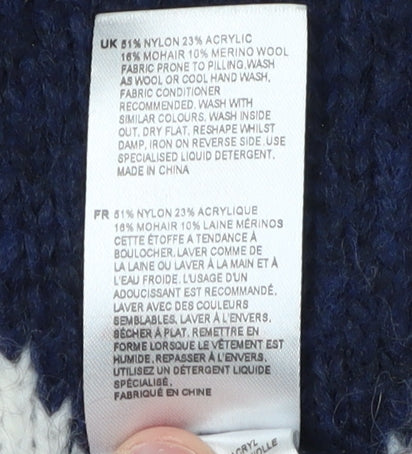 UK 51% NYLON 23% ACRYLIC
16% MOHAIR 10% MERINO WOOL
FABRIC PRONE TO PILLING, WASH
AS WOOL OR COOL HAND WASH,
FABRIC CONDITIONER
RECOMMENDED. WASH WITH
SIMILAR COLOURS, WASH INSIDE
OUT, DRY FLAT, RESHAPE WHILST
DAMP, IRON ON REVERSE SIDE. USE
SPECIALISED LIQUID DETERGENT.
MADE IN CHINA
FR 51% NYLON 23% ACRYLIQUE
16% MOHAIR 10% LAINE MÉRINOS
CETTE ÉTOFFE A TENDANCE À
BOULOCHER, LAVER COMME DE
LA LAINE OU LAVER À LA MAIN ET À
L'EAU FROIDE. L'USAGE D'UN
ADOUCISSANT EST RECOMMANDÉ,
LAVER AVEC DES COULEURS
SEMBLABLES, LAVER À L'ENVERS,
SÉCHER À PLAT, REMETTRE EN
FORME LORSQUE LE VÊTEMENT EST
HUMIDE, REPASSER À L'ENVERS.
UTILISEZ UN DÉTERGENT LIQUIDE
SPÉCIALISÉ.
FABRIQUÉ EN CHINE
ACRYL